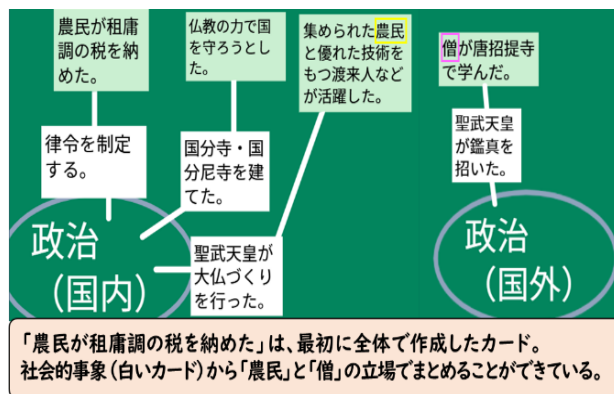 農民が租庸
調の税を納
めた。
仏教の力で国
を守ろうとし
た。
集められた農民
と優れた技術を
もつ渡来人など
が活躍した。
僧が唐招提寺
で学んだ。
律令を制定
する。
国分寺・国
分尼寺を建
てた。
聖武天皇
が鑑真を
招いた。
聖武天皇が
大仏づくり
を行った。
政治
（国内）
政治
（国外）
「農民が租庸調の税を納めた」は、最初に全体で作成したカード。
社会的事象（白いカード）から「農民」と「僧」の立場でまとめることができている。